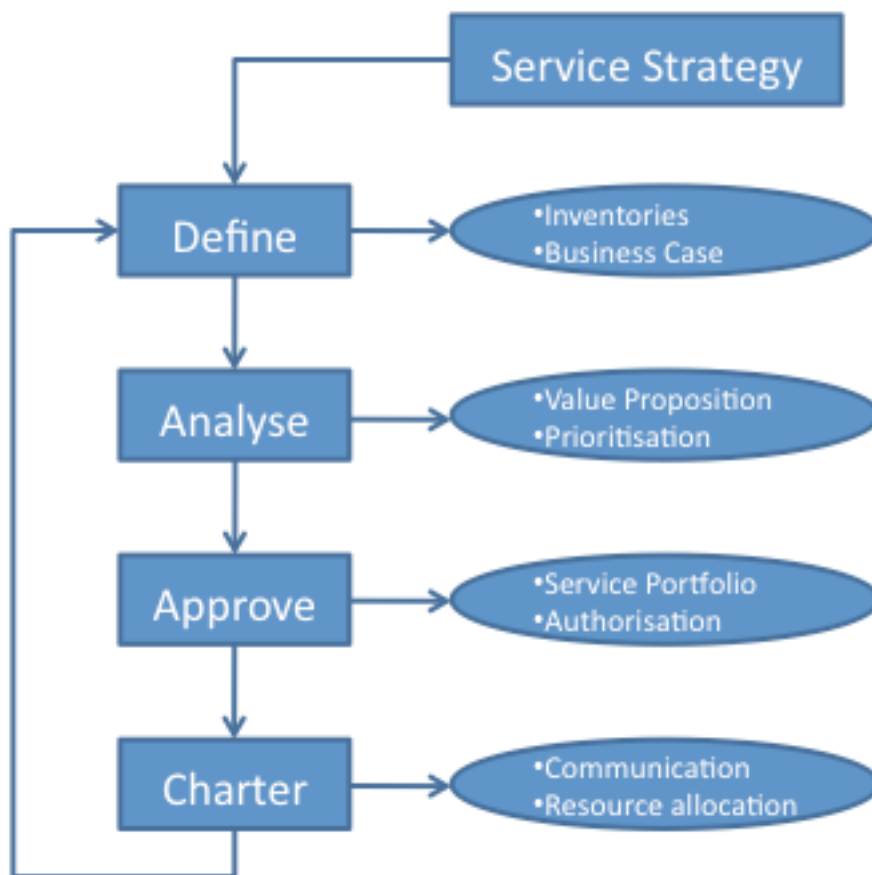 Service Strategy
Define
•Inventories
•Business Case
Analyse
•Value Proposition
•Prioritisation
Approve
•Service Portfolio
•Authorisation
Charter
•Communication
•Resource allocation